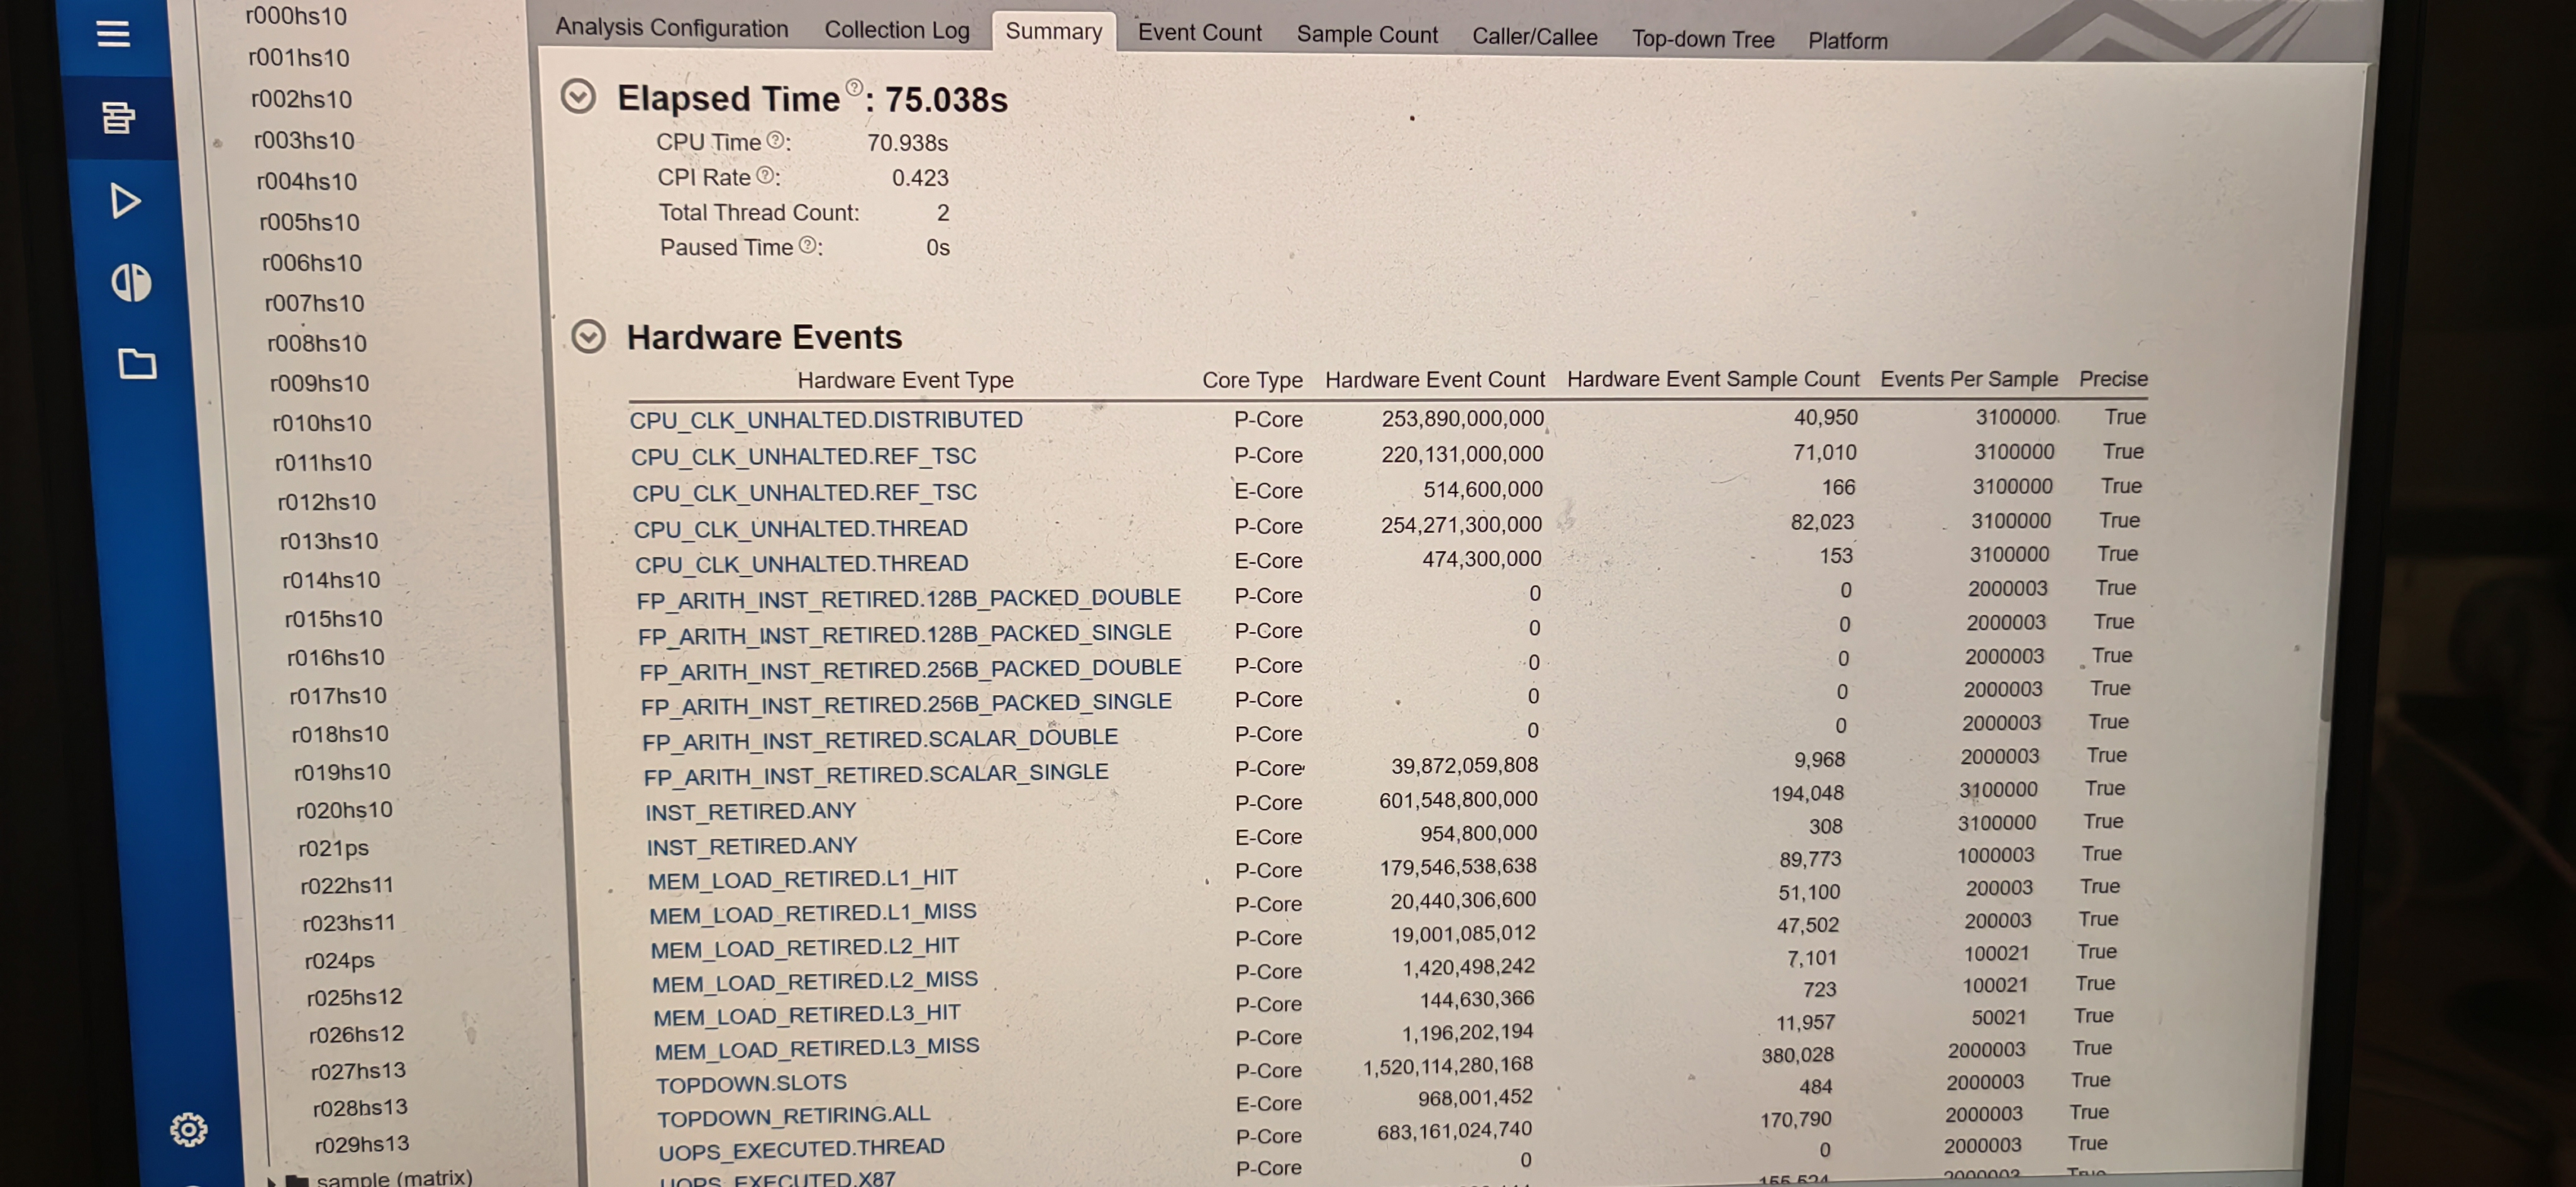 r000hs10
r001hs10
r002hs10
r003hs10
r004hs10
r005hs10
r006hs10
r007hs10
r008hs10
r009hs10
r010hs10
r011hs10
r012hs10
r013hs10
r014hs10
r015hs10
r016hs10
r017hs10
r018hs10
r019hs10
r020hs10
r021ps
r022hs11
r023hs11
r024ps
r025hs12
r026hs12
r027hs13
r028hs13
r029hs13
sample (matrix)
Analysis Configuration Collection Log Summary Event Count Sample Count Caller/Callee Top-down Tree Platform
Elapsed Time ?: 75.038s
CPU Time ?: 70.938s
CPI Rate ?: 0.423
Total Thread Count: 2
Paused Time ?: 0s
Hardware Events
Hardware Event Type Core Type Hardware Event Count Hardware Event Sample Count Events Per Sample Precise
CPU_CLK_UNHALTED.DISTRIBUTED P-Core 253,890,000,000 40,950 3100000 True
CPU_CLK_UNHALTED.REF_TSC P-Core 220,131,000,000 71,010 3100000 True
CPU_CLK_UNHALTED.REF_TSC E-Core 514,600,000 166 3100000 True
CPU_CLK_UNHALTED.THREAD P-Core 254,271,300,000 82,023 3100000 True
CPU_CLK_UNHALTED.THREAD E-Core 474,300,000 153 3100000 True
FP_ARITH_INST_RETIRED.128B_PACKED_DOUBLE P-Core 0 0 2000003 True
FP_ARITH_INST_RETIRED.128B_PACKED_SINGLE P-Core 0 0 2000003 True
FP_ARITH_INST_RETIRED.256B_PACKED_DOUBLE P-Core 0 0 2000003 True
FP_ARITH_INST_RETIRED.256B_PACKED_SINGLE P-Core 0 0 2000003 True
FP_ARITH_INST_RETIRED.SCALAR_DOUBLE P-Core 0 0 2000003 True
FP_ARITH_INST_RETIRED.SCALAR_SINGLE P-Core 39,872,059,808 9,968 2000003 True
INST_RETIRED.ANY P-Core 601,548,800,000 194,048 3100000 True
INST_RETIRED.ANY E-Core 954,800,000 308 3100000 True
MEM_LOAD_RETIRED.L1_HIT P-Core 179,546,538,638 89,773 1000003 True
MEM_LOAD_RETIRED.L1_MISS P-Core 20,440,306,600 51,100 200003 True
MEM_LOAD_RETIRED.L2_HIT P-Core 19,001,085,012 47,502 200003 True
MEM_LOAD_RETIRED.L2_MISS P-Core 1,420,498,242 7,101 100021 True
MEM_LOAD_RETIRED.L3_HIT P-Core 144,630,366 723 100021 True
MEM_LOAD_RETIRED.L3_MISS P-Core 1,196,202,194 11,957 50021 True
TOPDOWN.SLOTS P-Core 1,520,114,280,168 380,028 2000003 True
TOPDOWN_RETIRING.ALL E-Core 968,001,452 484 2000003 True
UOPS_EXECUTED.THREAD P-Core 683,161,024,740 170,790 2000003 True
UOPS_EXECUTED.X87 P-Core 0 0 2000003 True
155,524 2000003 True